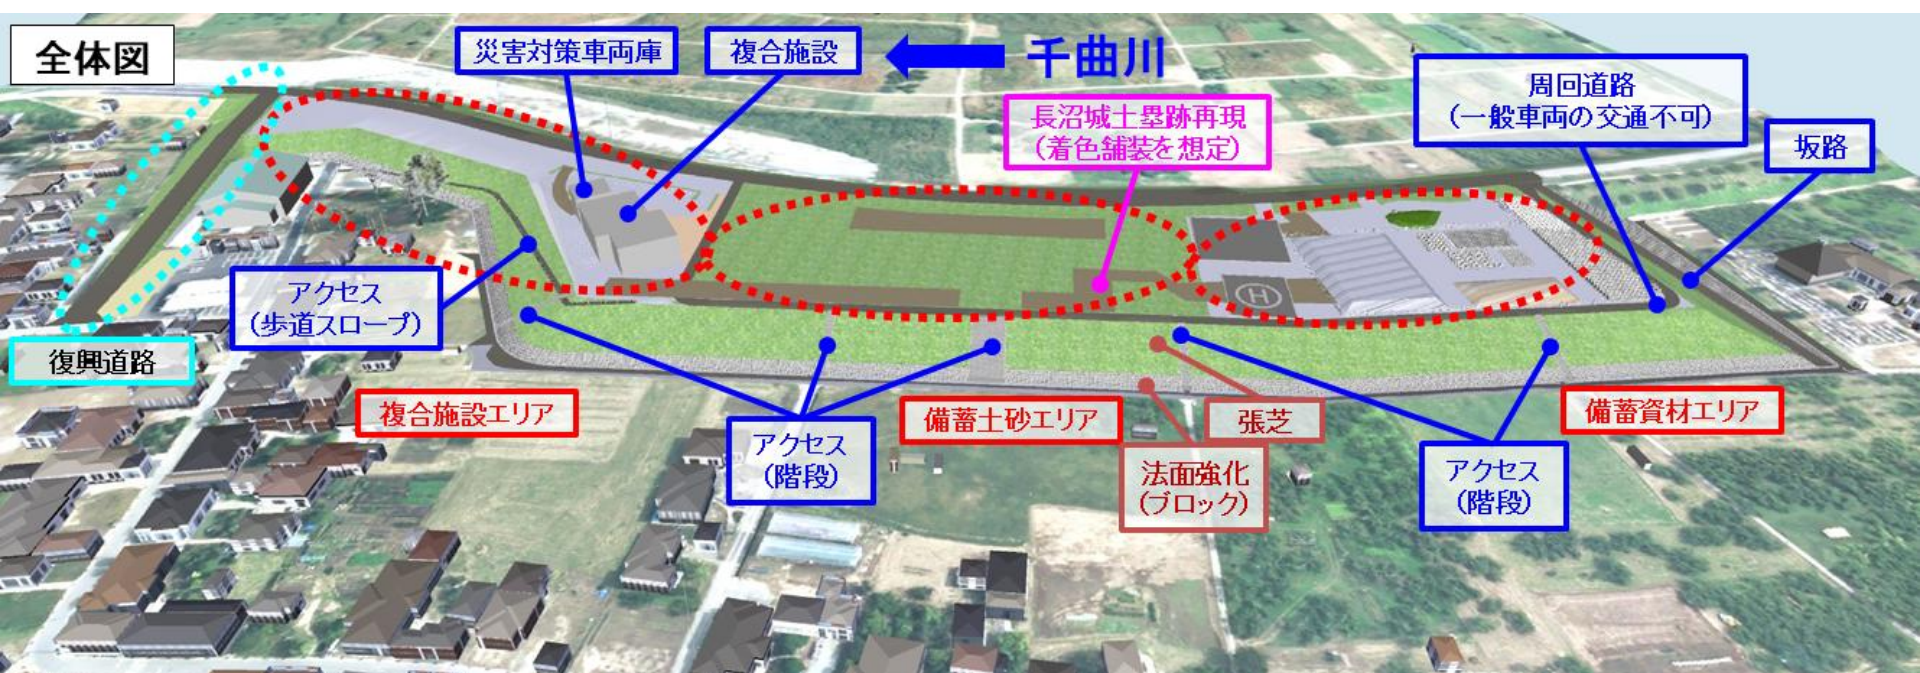 全体図
災害対策車両庫
複合施設
千曲川
長沼城土塁跡再現
(着色舗装を想定)
周回道路
(一般車両の交通不可)
坂路
アクセス
(歩道スロープ)
復興道路
複合施設エリア
アクセス
(階段)
備蓄土砂エリア
張芝
法面強化
(ブロック)
アクセス
(階段)
備蓄資材エリア
H